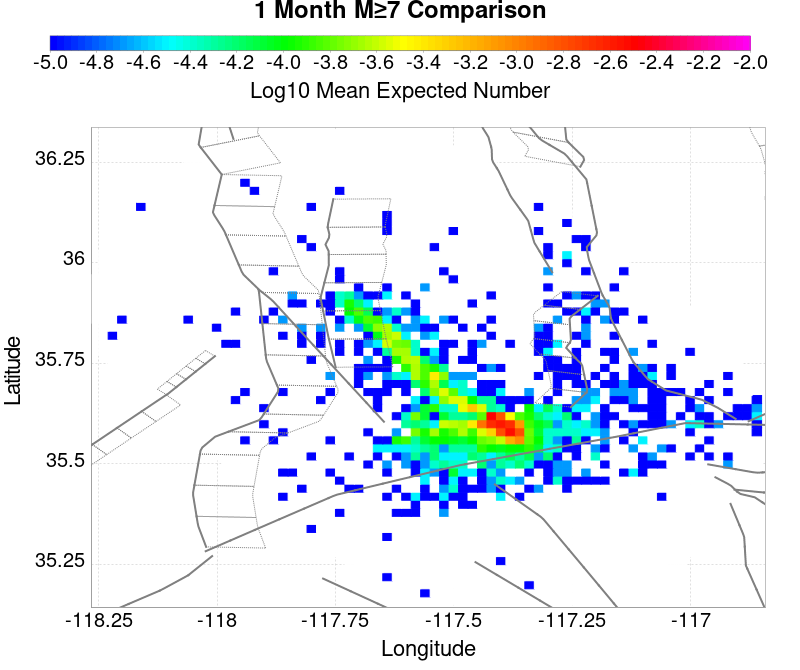 1 Month M≥7 Comparison
-5.0 -4.8 -4.6 -4.4 -4.2 -4.0 -3.8 -3.6 -3.4 -3.2 -3.0 -2.8 -2.6 -2.4 -2.2 -2.0
Log10 Mean Expected Number
36.25
36
35.75
35.5
35.25
Latitude
-118.25 -118 -117.75 -117.5 -117.25 -117
Longitude